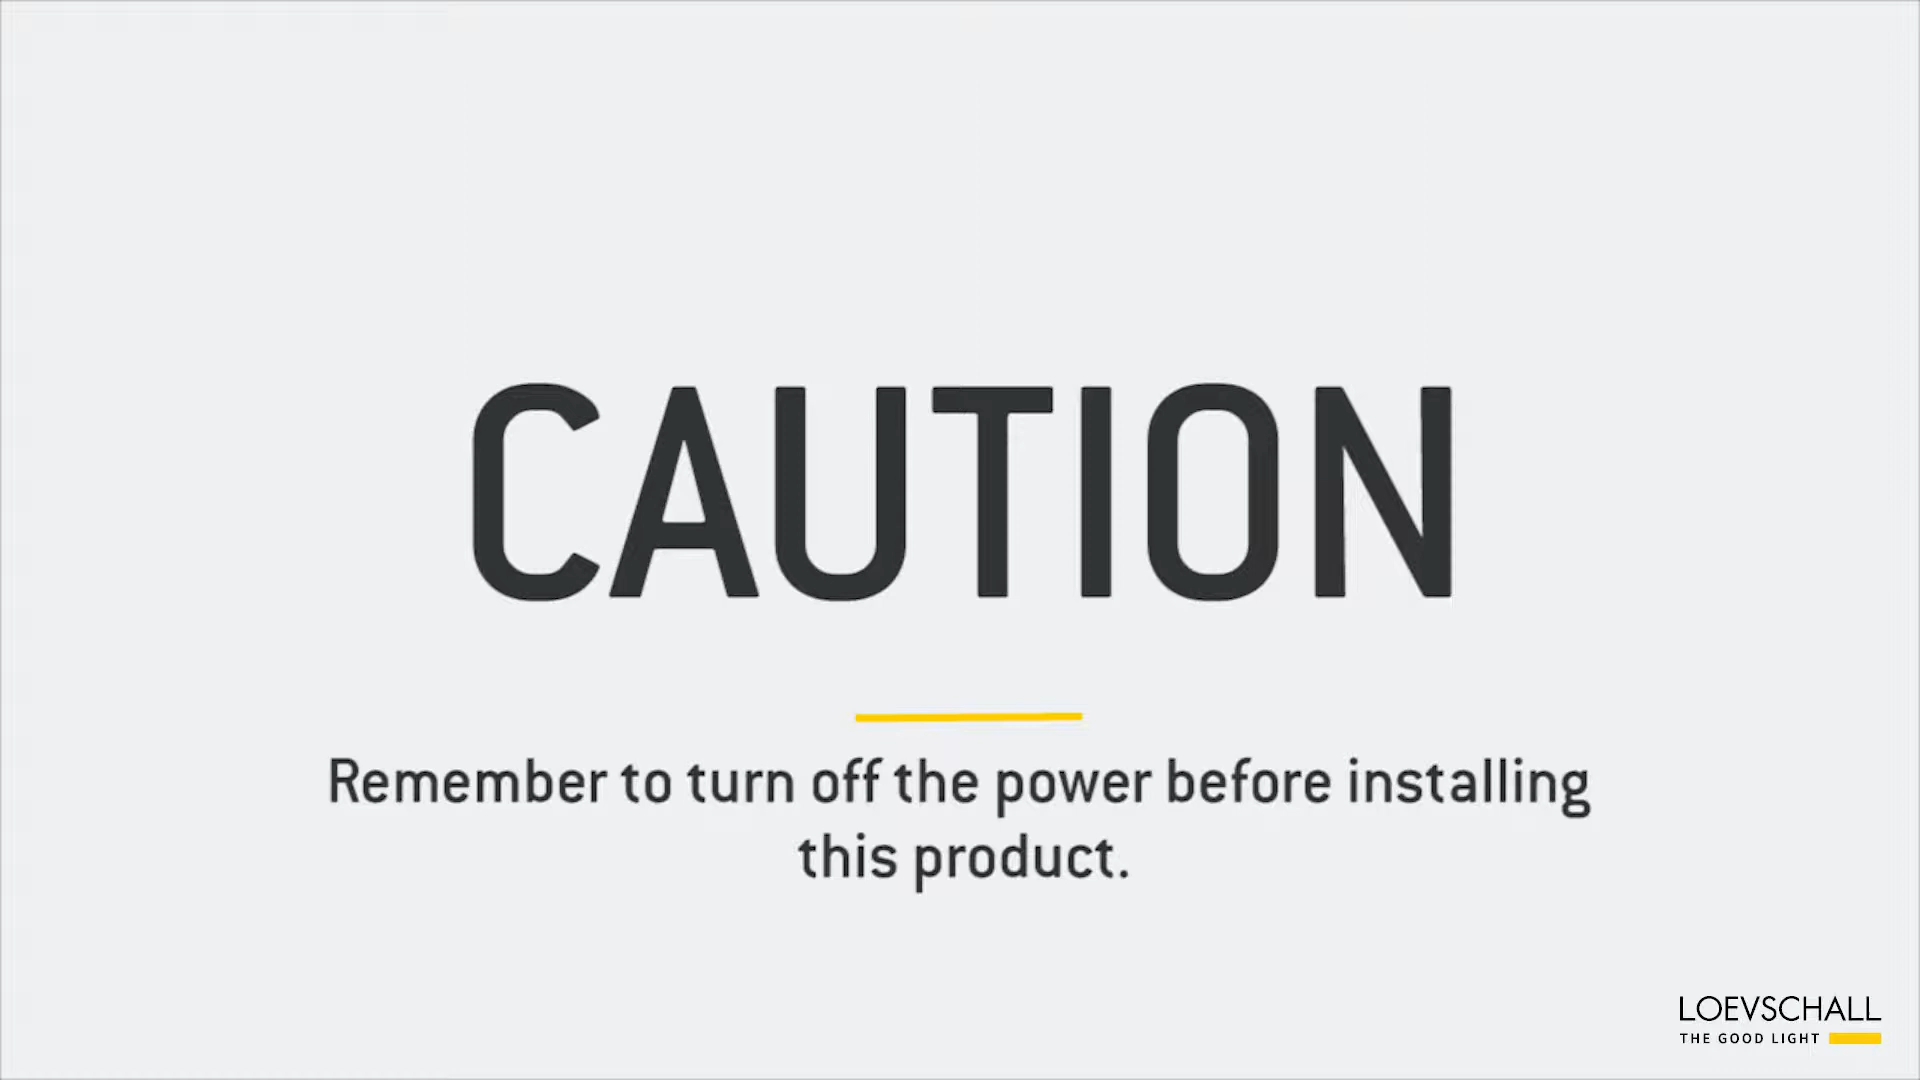 CAUTION
Remember to turn off the power before installing
this product.
LOEVSCHALL
THE GOOD LIGHT